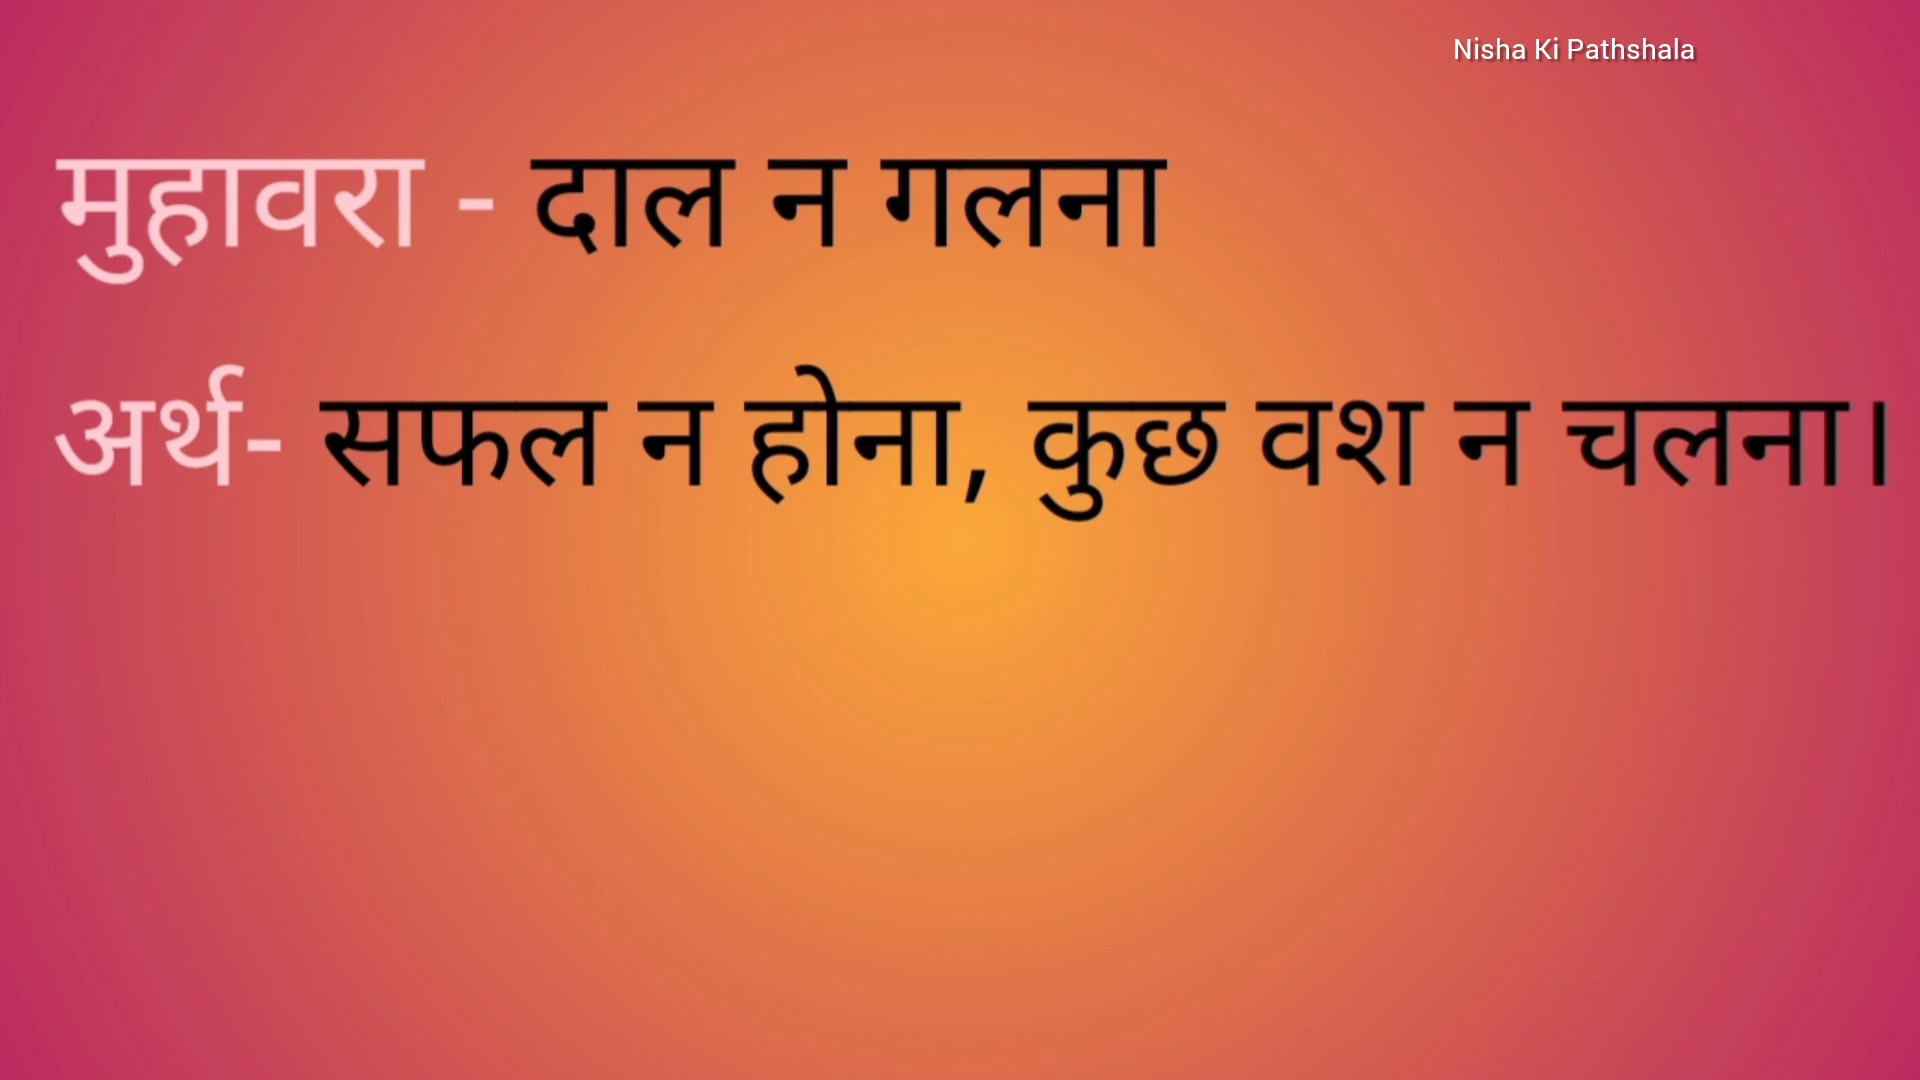 Nisha Ki Pathshala
मुहावरा - दाल न गलना
अर्थ- सफल न होना, कुछ वश न चलना।